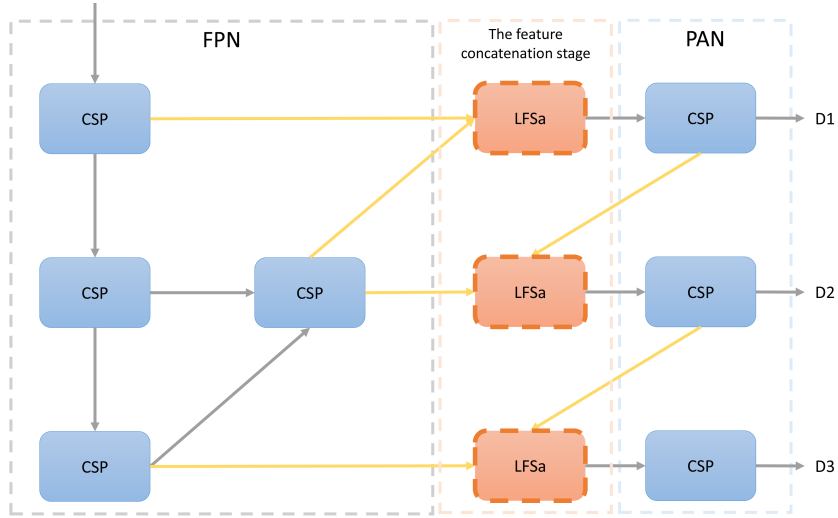 FPN
The feature
concatenation stage
PAN
CSP
LFSa
CSP
D1
CSP
CSP
LFSa
CSP
D2
CSP
LFSa
CSP
D3